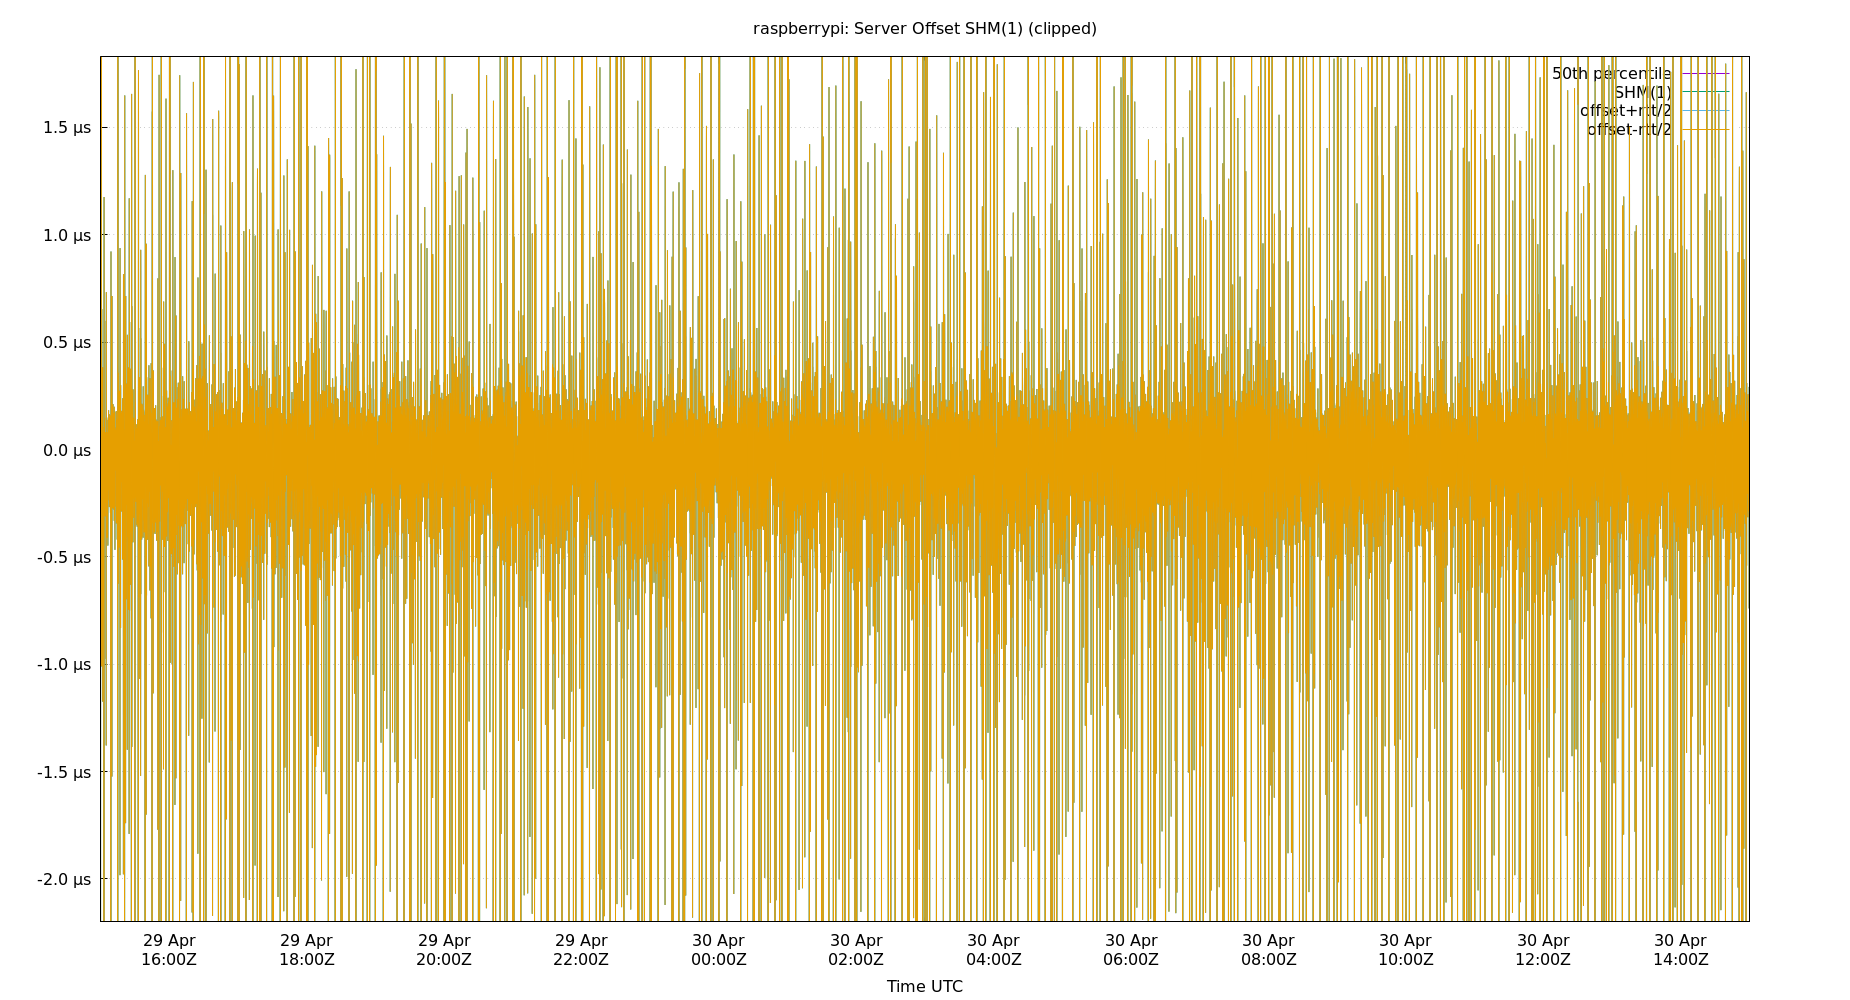 raspberrypi: Server Offset SHM(1) (clipped)
50th percentile
SHM(1)
offset+rtt/2
offset-rtt/2
1.5 µs
1.0 µs
0.5 µs
0.0 µs
-0.5 µs
-1.0 µs
-1.5 µs
-2.0 µs
29 Apr 29 Apr 29 Apr 29 Apr 30 Apr 30 Apr 30 Apr 30 Apr 30 Apr 30 Apr 30 Apr 30 Apr
16:00Z 18:00Z 20:00Z 22:00Z 00:00Z 02:00Z 04:00Z 06:00Z 08:00Z 10:00Z 12:00Z 14:00Z
Time UTC